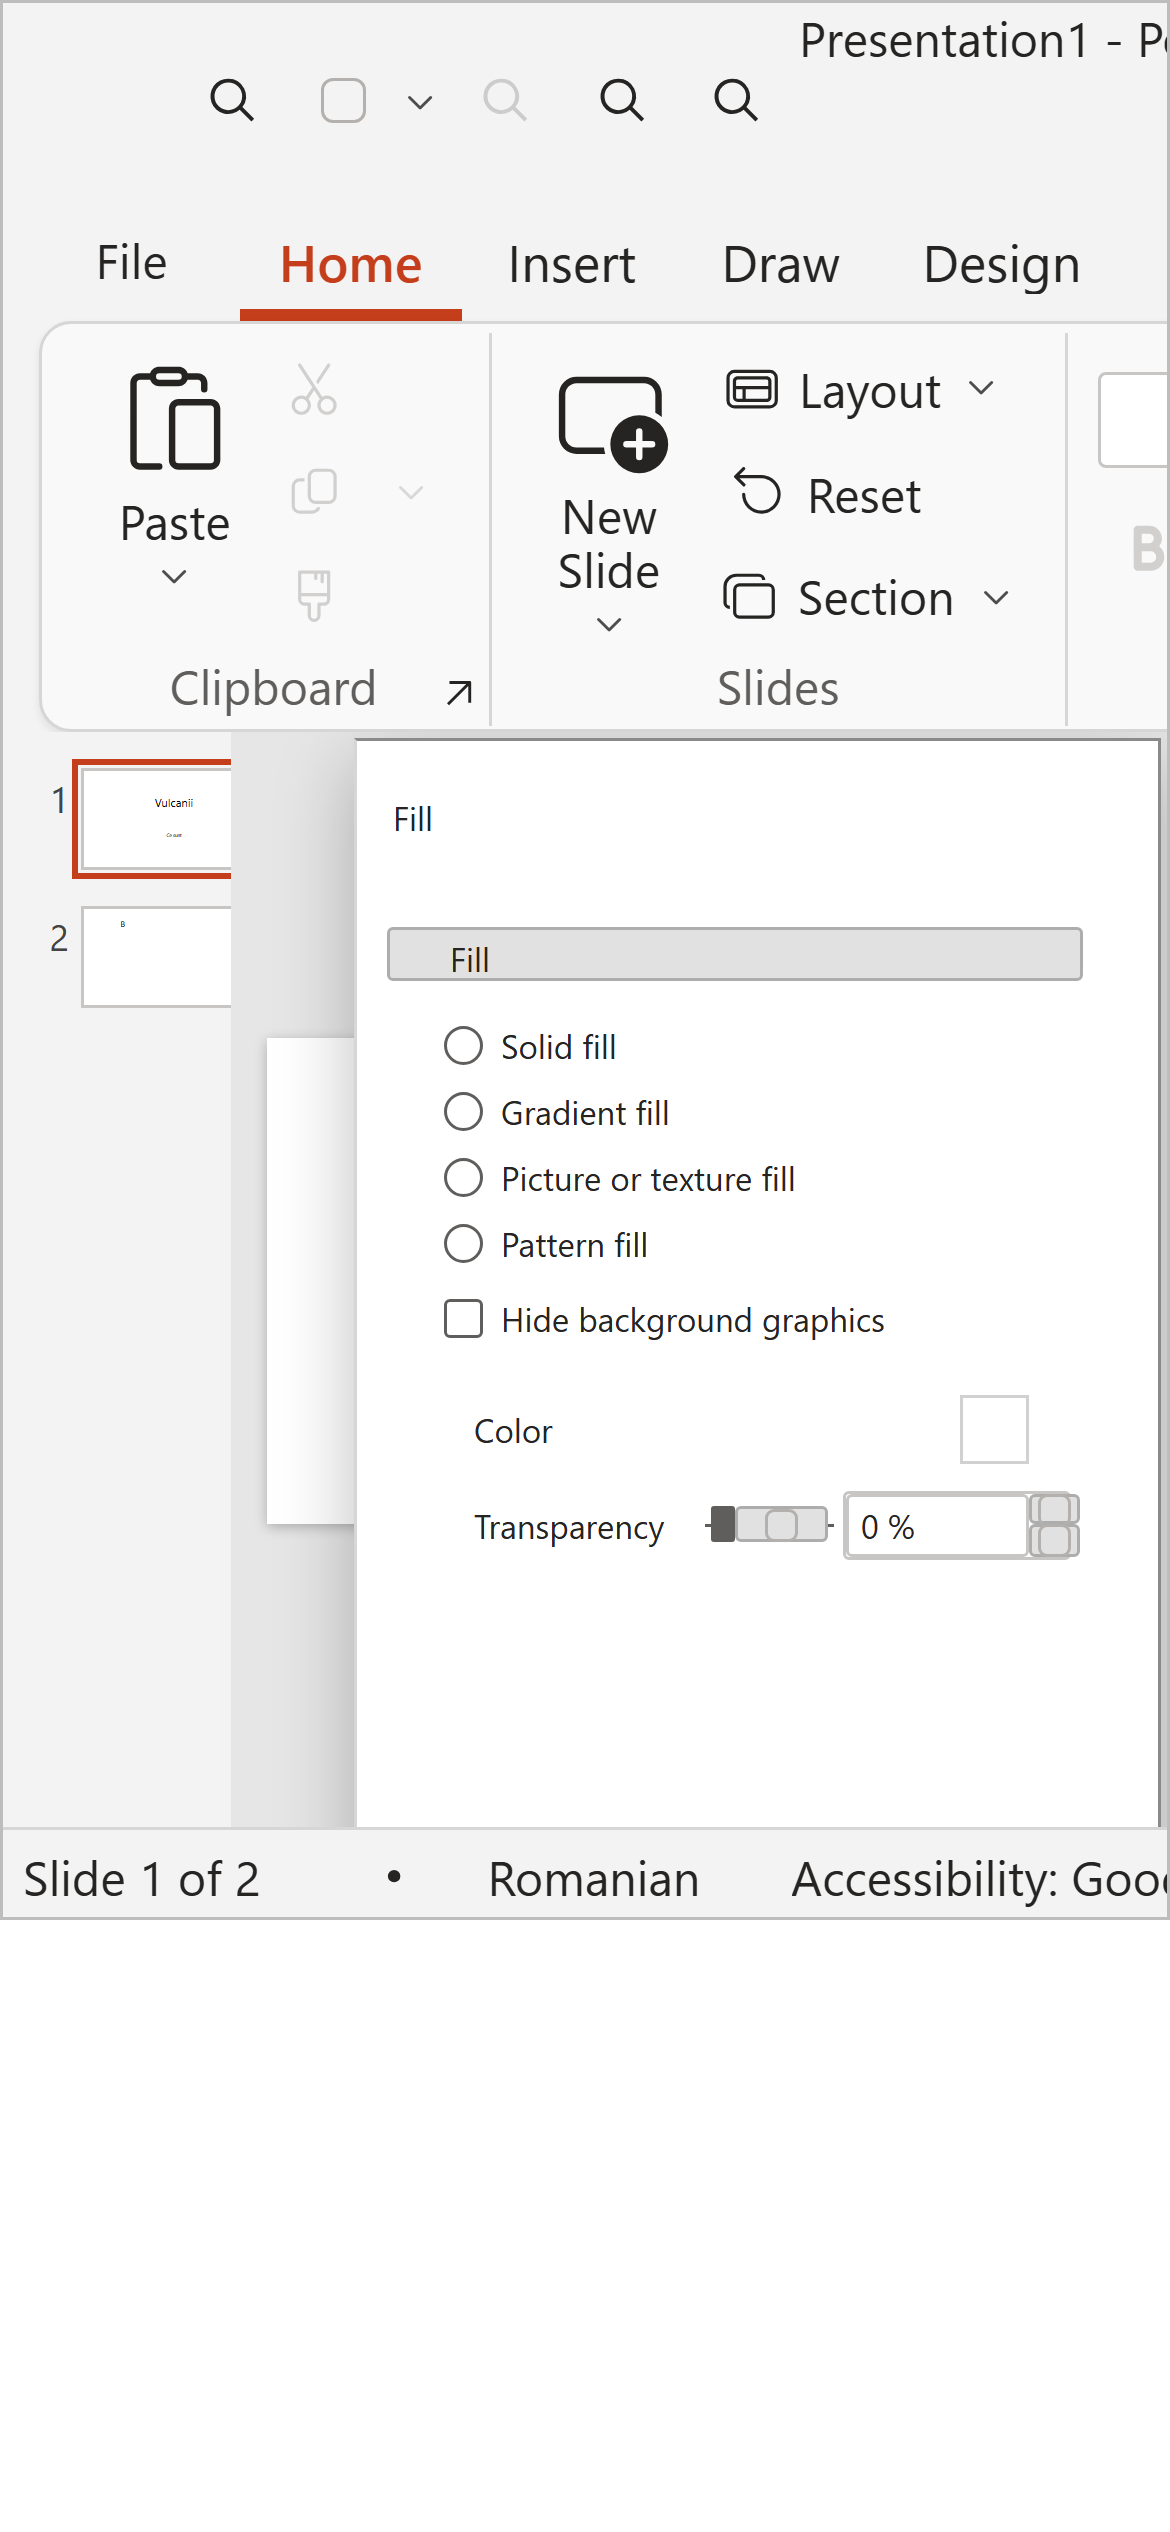 Presentation1 - Po
File
Home
Insert
Draw
Design
Paste
New
Slide
Layout
Reset
Section
B
Clipboard
Slides
1
Vulcanii
2
B
Fill
Fill
Solid fill
Gradient fill
Picture or texture fill
Pattern fill
Hide background graphics
Color
Transparency
0 %
Slide 1 of 2
Romanian
Accessibility: Good